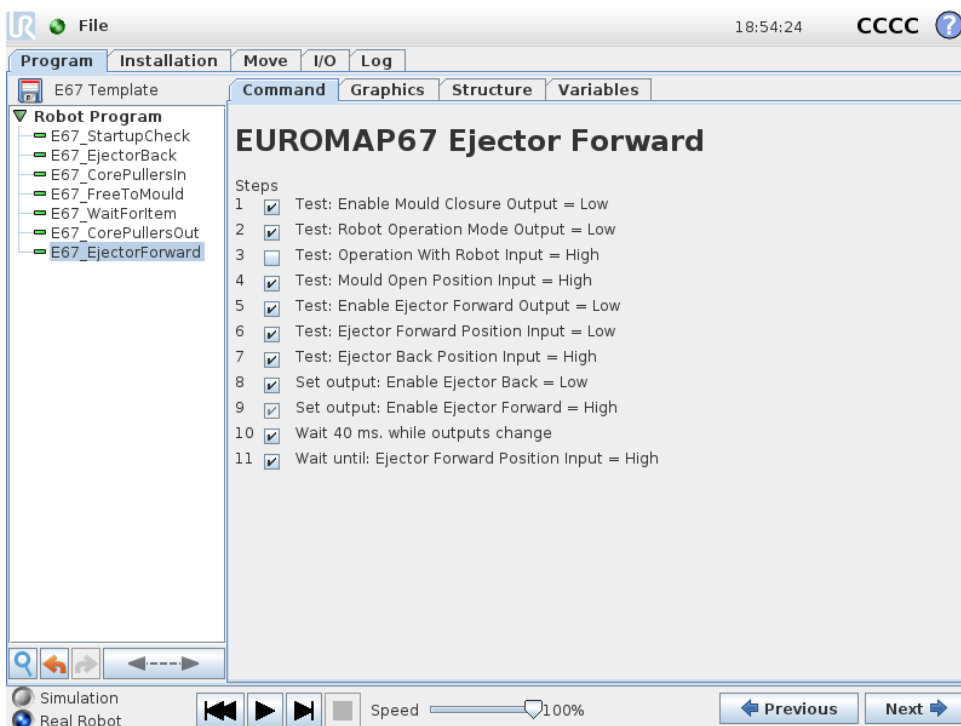 UR File 18:54:24 CCCC ?
Program Installation Move I/O Log
E67 Template
Command Graphics Structure Variables
Robot Program
E67_StartupCheck
E67_EjectorBack
E67_CorePullersIn
E67_FreeToMould
E67_WaitForItem
E67_CorePullersOut
E67_EjectorForward
EUROMAP67 Ejector Forward
Steps
1 Test: Enable Mould Closure Output = Low
2 Test: Robot Operation Mode Output = Low
3 Test: Operation With Robot Input = High
4 Test: Mould Open Position Input = High
5 Test: Enable Ejector Forward Output = Low
6 Test: Ejector Forward Position Input = Low
7 Test: Ejector Back Position Input = High
8 Set output: Enable Ejector Back = Low
9 Set output: Enable Ejector Forward = High
10 Wait 40 ms. while outputs change
11 Wait until: Ejector Forward Position Input = High
Simulation
Real Robot
Speed 100%
Previous Next